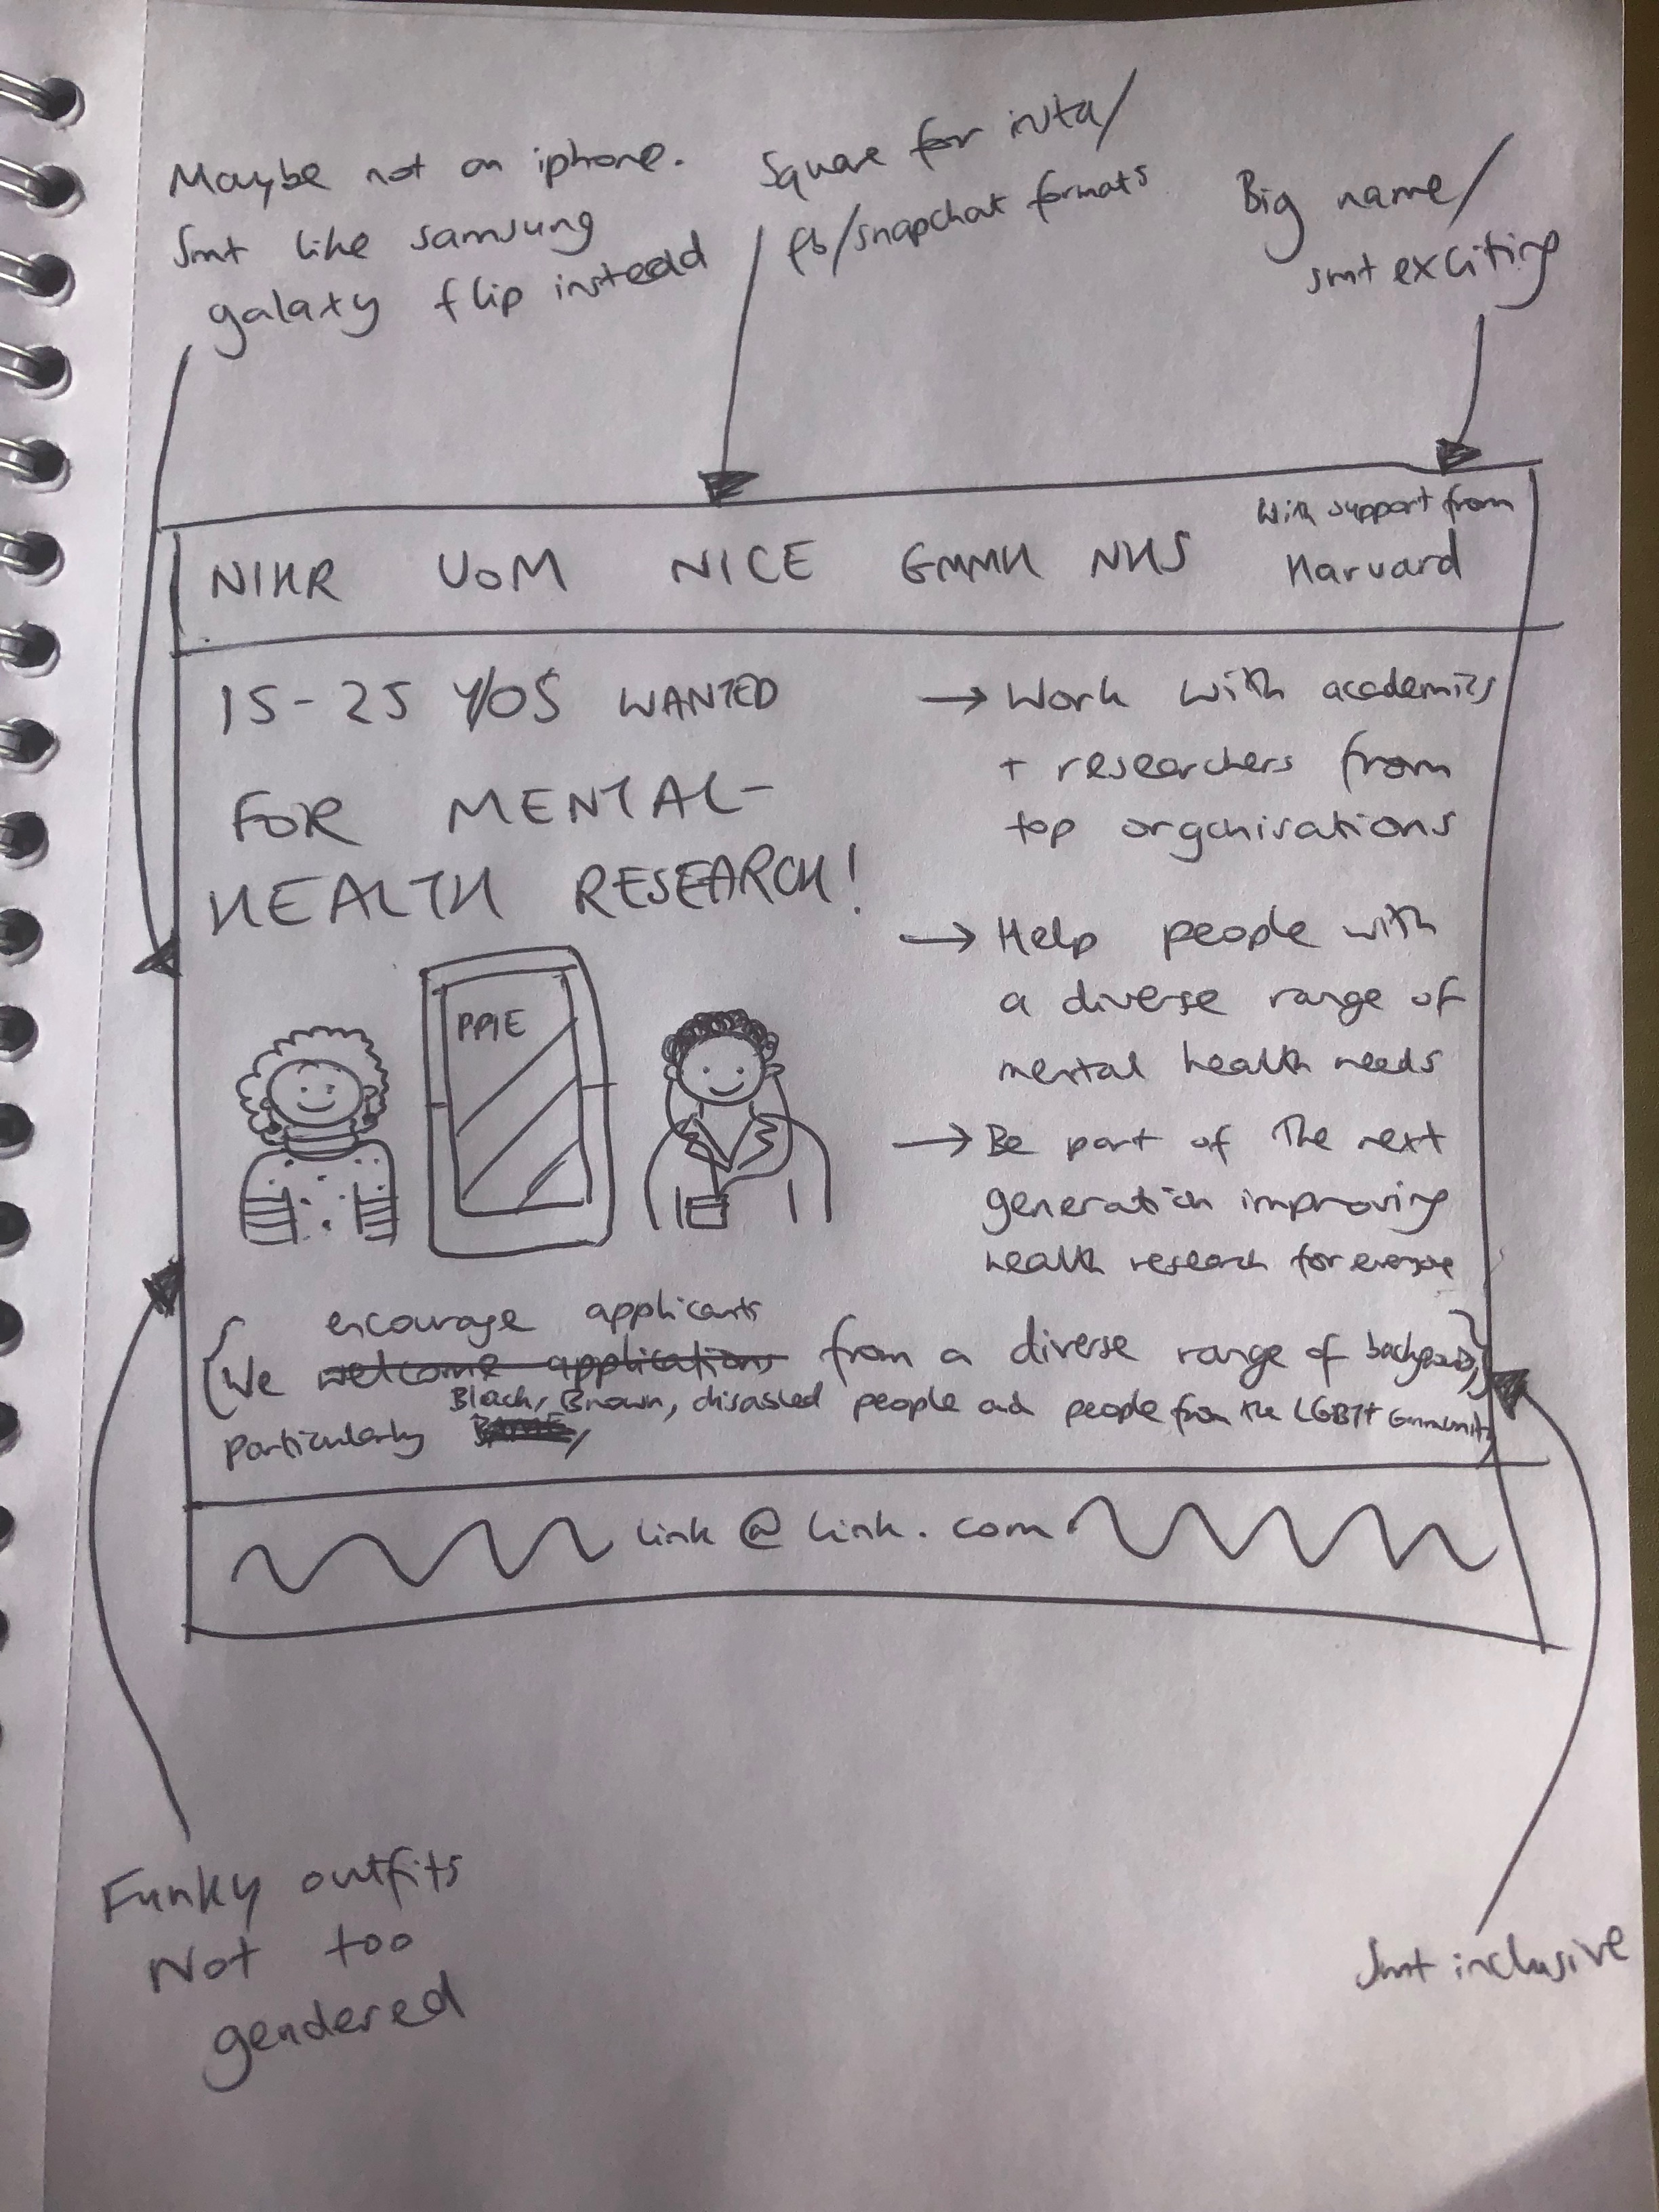 Maybe not an iphone.
Smt like samsung
galaxy flip instead
Square for insta/
fb/snapchat formats
Big name/
smt exciting
NIHR UoM NICE GMMH NHS With support from
Harvard
15-25 Y/OS WANTED
FOR MENTAL-
HEALTH RESEARCH!
PPIE
→ Work with academics
+ researchers from
top organisations
→ Help people with
a diverse range of
mental health needs
→ Be part of the next
generation improving
health research for everyone
encourage applicants
{We welcome applications from a diverse range of backgrounds,}
Black, Brown, disabled people and people from the LGBT+ community
particularly BAME,
link@link.com
Funky outfits
Not too
gendered
Smt inclusive